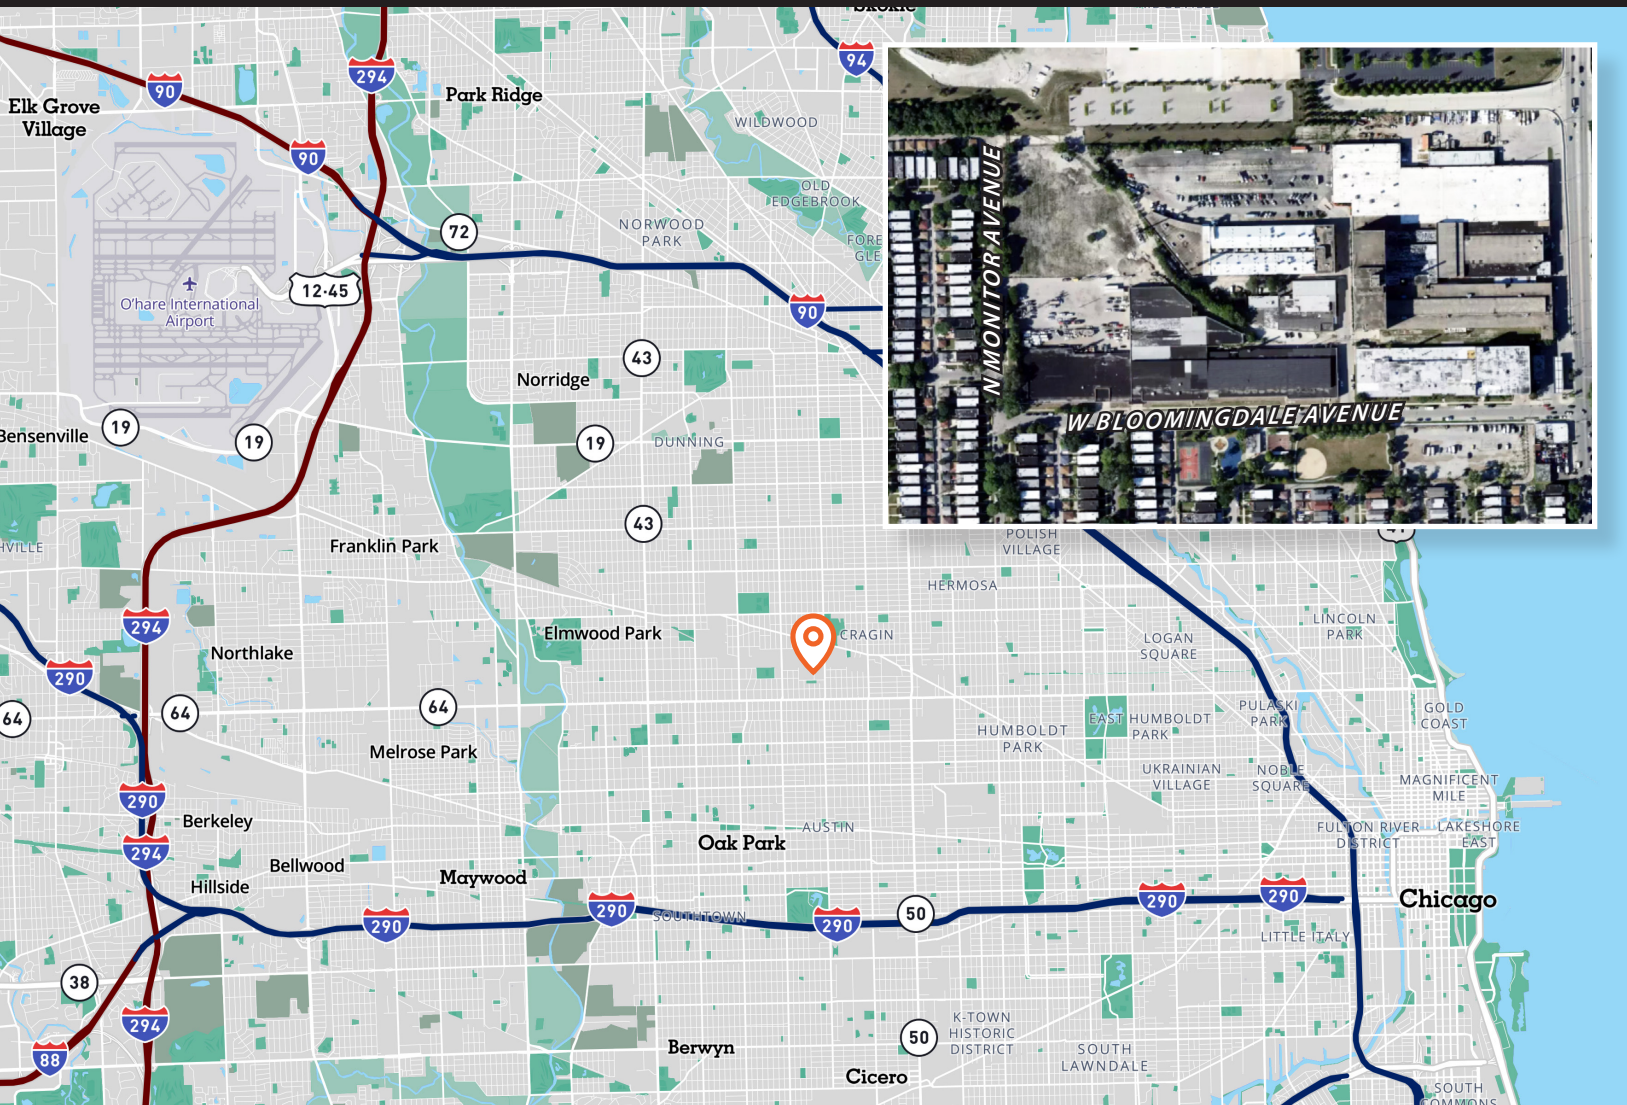 Skokie
94
294
90
Park Ridge
Elk Grove
Village
WILDWOOD
90
OLD
EDGEBROOK
72
NORWOOD
PARK
FORE
GLE
12·45
O'hare International
Airport
90
43
Norridge
19
19
19
Bensenville
DUNNING
N MONITOR AVENUE
W BLOOMINGDALE AVENUE
43
41
POLISH
VILLAGE
Franklin Park
HVILLE
HERMOSA
294
Elmwood Park
CRAGIN
LINCOLN
PARK
LOGAN
SQUARE
Northlake
290
64
64
64
PULASKI
PARK
GOLD
COAST
EAST HUMBOLDT
PARK
HUMBOLDT
PARK
Melrose Park
UKRAINIAN
VILLAGE
NOBLE
SQUARE
MAGNIFICENT
MILE
290
Berkeley
AUSTIN
FULTON RIVER
DISTRICT
LAKESHORE
EAST
Oak Park
294
Bellwood
Maywood
Hillside
290
290
290
50
290
290
Chicago
SOUTHTOWN
LITTLE ITALY
38
294
K-TOWN
HISTORIC
DISTRICT
50
88
Berwyn
SOUTH
LAWNDALE
Cicero
SOUTH
COMMONS